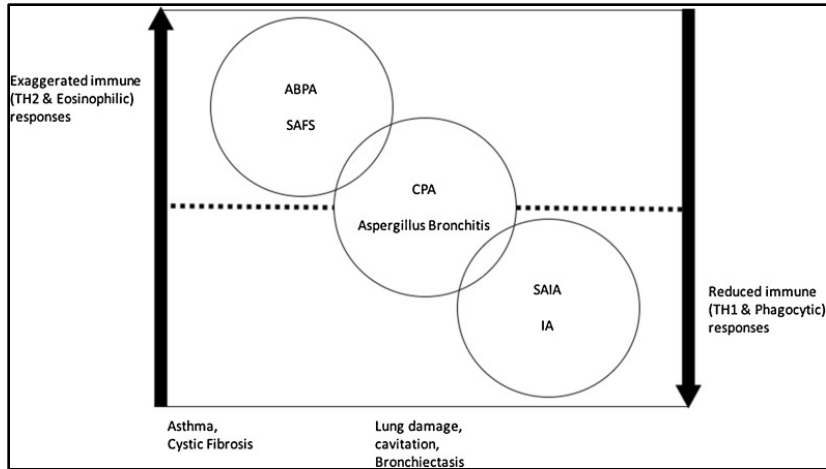 Exaggerated immune
(TH2 & Eosinophilic)
responses
ABPA
SAFS
CPA
Aspergillus Bronchitis
SAIA
IA
Reduced immune
(TH1 & Phagocytic)
responses
Asthma,
Cystic Fibrosis
Lung damage,
cavitation,
Bronchiectasis